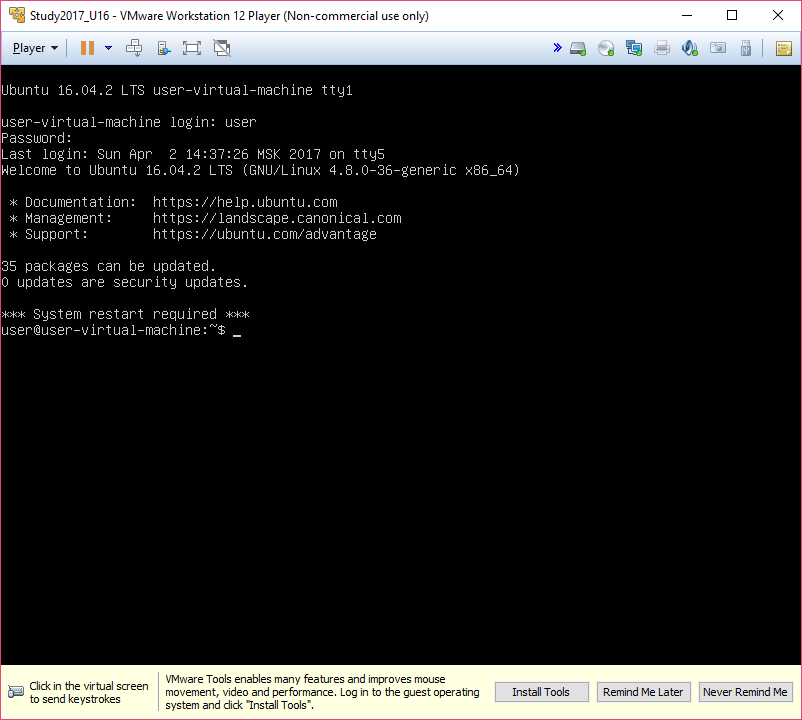 Study2017_U16 - VMware Workstation 12 Player (Non-commercial use only)
Player
Ubuntu 16.04.2 LTS user-virtual-machine tty1
user-virtual-machine login: user
Password:
Last login: Sun Apr  2 14:37:26 MSK 2017 on tty5
Welcome to Ubuntu 16.04.2 LTS (GNU/Linux 4.8.0-36-generic x86_64)
 * Documentation:  https://help.ubuntu.com
 * Management:     https://landscape.canonical.com
 * Support:        https://ubuntu.com/advantage
35 packages can be updated.
0 updates are security updates.
*** System restart required ***
user@user-virtual-machine:~$ _
Click in the virtual screen
to send keystrokes
VMware Tools enables many features and improves mouse
movement, video and performance. Log in to the guest operating
system and click "Install Tools".
Install Tools
Remind Me Later
Never Remind Me